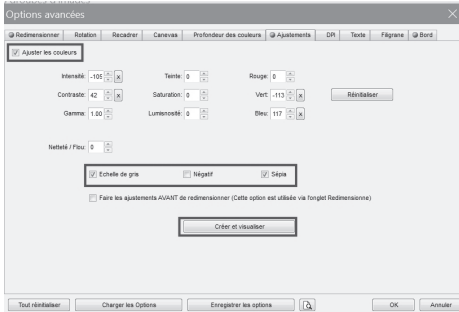 Options avancées
Redimensionner Rotation Recadrer Canevas Profondeur des couleurs Ajustements DPI Texte Filigrane Bord
Ajuster les couleurs
Intensité: -105 x Teinte: 0 Rouge: 0
Contraste: 42 x Saturation: 0 Vert: -113 x Réinitialiser
Gamma: 1.00 Lumisnosité: 0 Bleu: 117 x
Netteté / Flou: 0
Echelle de gris Négatif Sépia
Faire les ajustements AVANT de redimensionner (Cette option est utilisée via l'onglet Redimensionne)
Créer et visualiser
Tout réinitialiser Charger les Options Enregistrer les options OK Annuler